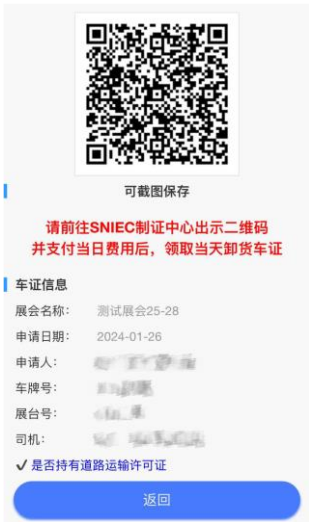 可截图保存
请前往SNIEC制证中心出示二维码
并支付当日费用后，领取当天卸货车证
车证信息
展会名称： 测试展会25-28
申请日期： 2024-01-26
申请人：
车牌号：
展台号：
司机：
✓ 是否持有道路运输许可证
返回